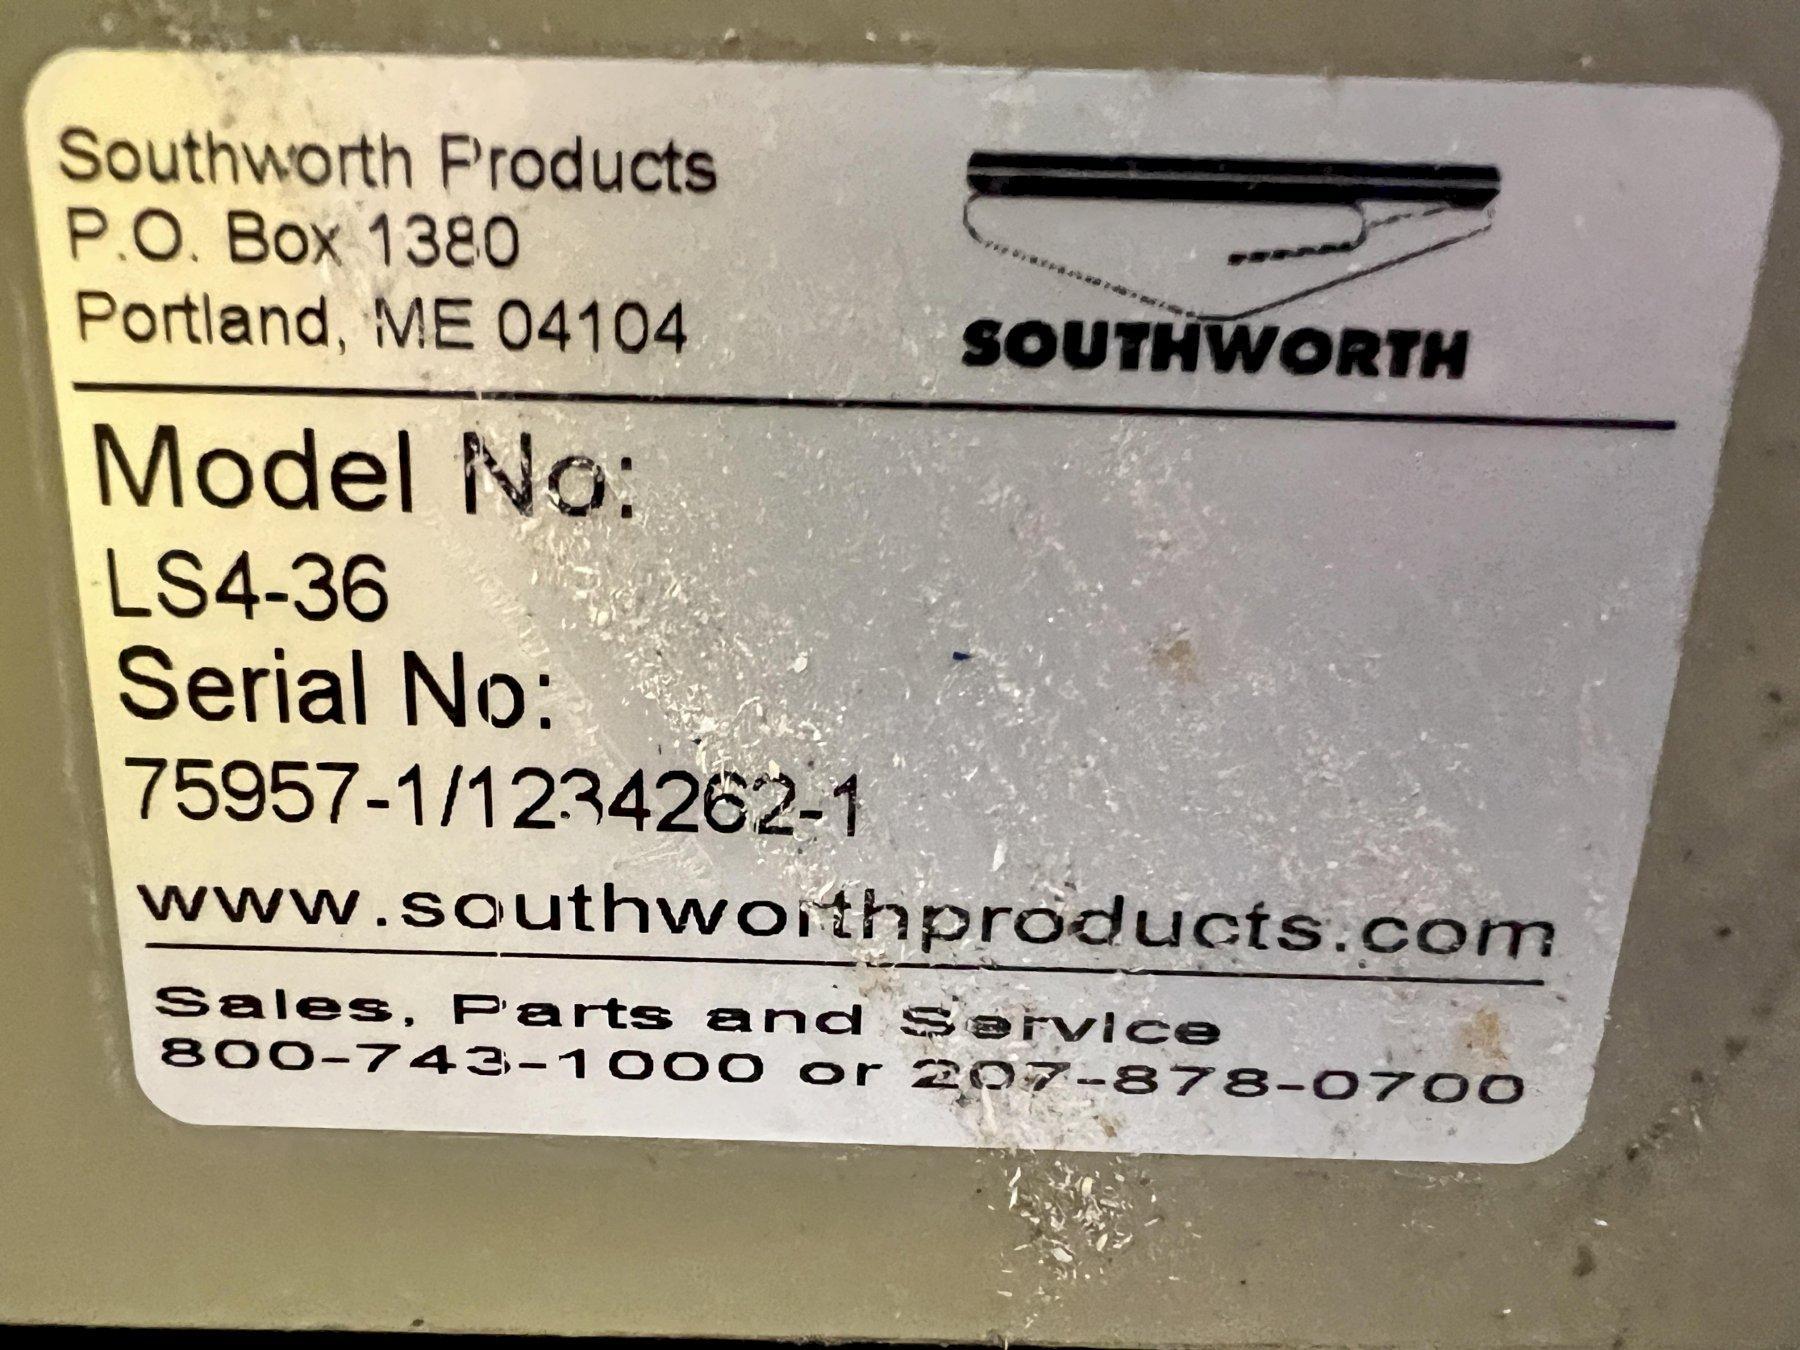 Southworth Products
P.O. Box 1380
Portland, ME 04104
SOUTHWORTH
Model No:
LS4-36
Serial No:
75957-1/1234262-1
www.southworthproducts.com
Sales, Parts and Service
800-743-1000 or 207-878-0700